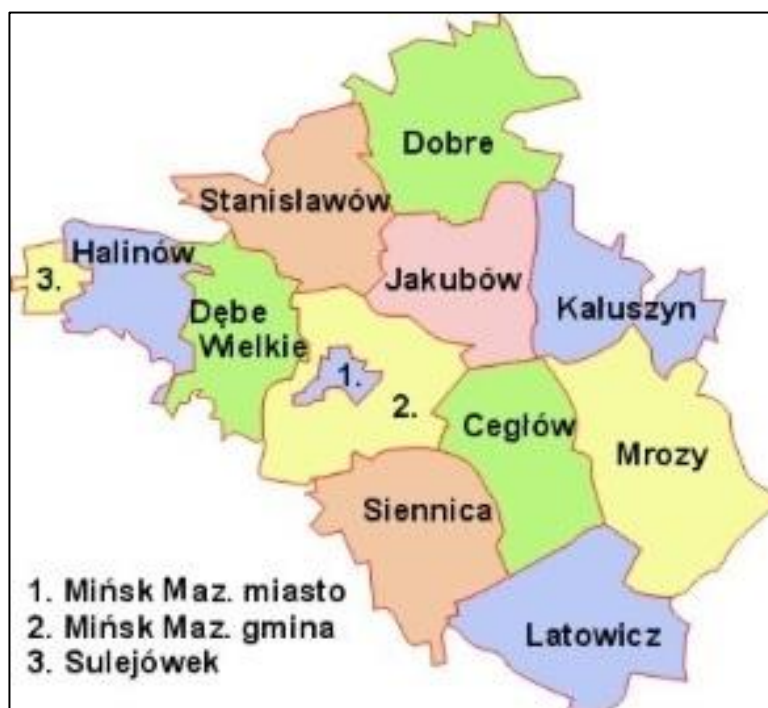 Dobre
Stanisławów
Halinów
3.
Jakubów
Kałuszyn
Dębe
Wielkie
1.
2.
Cegłów
Mrozy
Siennica
1. Mińsk Maz. miasto
2. Mińsk Maz. gmina
3. Sulejówek
Latowicz